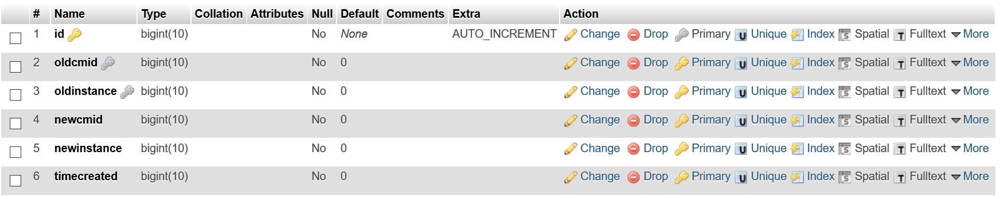 # Name Type Collation Attributes Null Default Comments Extra Action
1 id bigint(10) No None AUTO_INCREMENT Change Drop Primary Unique Index Spatial Fulltext More
2 oldcmid bigint(10) No 0 Change Drop Primary Unique Index Spatial Fulltext More
3 oldinstance bigint(10) No 0 Change Drop Primary Unique Index Spatial Fulltext More
4 newcmid bigint(10) No 0 Change Drop Primary Unique Index Spatial Fulltext More
5 newinstance bigint(10) No 0 Change Drop Primary Unique Index Spatial Fulltext More
6 timecreated bigint(10) No 0 Change Drop Primary Unique Index Spatial Fulltext More